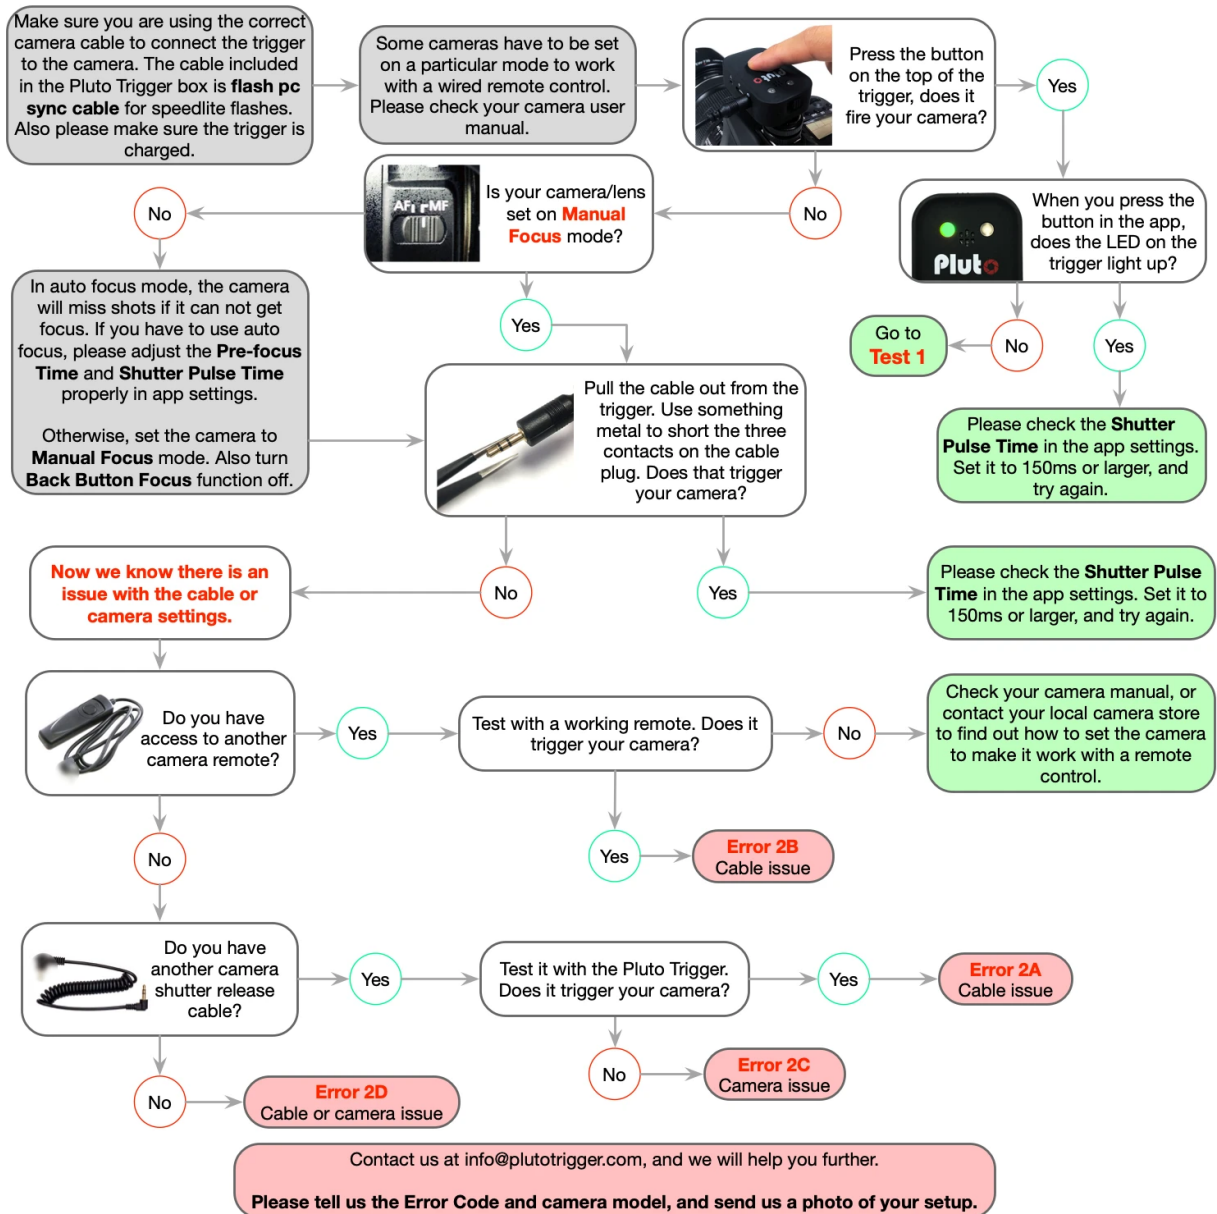 Make sure you are using the correct
camera cable to connect the trigger
to the camera. The cable included
in the Pluto Trigger box is flash pc
sync cable for speedlite flashes.
Also please make sure the trigger is
charged.
Some cameras have to be set
on a particular mode to work
with a wired remote control.
Please check your camera user
manual.
Pluto
Press the button
on the top of the
trigger, does it
fire your camera?
Yes
No
AF MF
Is your camera/lens
set on Manual
Focus mode?
No
When you press the
button in the app,
does the LED on the
trigger light up?
Pluto
In auto focus mode, the camera
will miss shots if it can not get
focus. If you have to use auto
focus, please adjust the Pre-focus
Time and Shutter Pulse Time
properly in app settings.
Otherwise, set the camera to
Manual Focus mode. Also turn
Back Button Focus function off.
Yes
Go to
Test 1
No
Yes
Pull the cable out from the
trigger. Use something
metal to short the three
contacts on the cable
plug. Does that trigger
your camera?
Please check the Shutter
Pulse Time in the app settings.
Set it to 150ms or larger, and
try again.
Now we know there is an
issue with the cable or
camera settings.
No
Yes
Please check the Shutter Pulse
Time in the app settings. Set it to
150ms or larger, and try again.
Do you have
access to another
camera remote?
Yes
Test with a working remote. Does it
trigger your camera?
No
Check your camera manual, or
contact your local camera store
to find out how to set the camera
to make it work with a remote
control.
No
Yes
Error 2B
Cable issue
Do you have
another camera
shutter release
cable?
Yes
Test it with the Pluto Trigger.
Does it trigger your camera?
Yes
Error 2A
Cable issue
No
Error 2D
Cable or camera issue
No
Error 2C
Camera issue
Contact us at info@plutotrigger.com, and we will help you further.
Please tell us the Error Code and camera model, and send us a photo of your setup.